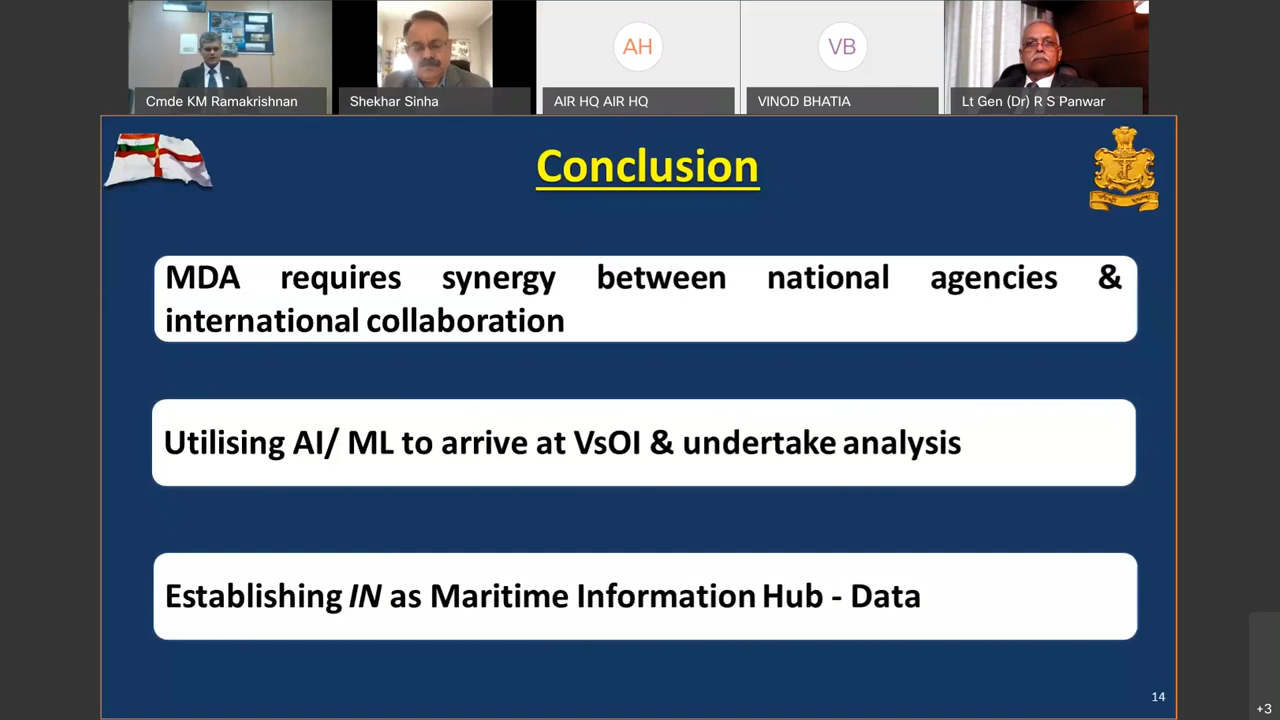 AH
VB
Cmde KM Ramakrishnan
Shekhar Sinha
AIR HQ AIR HQ
VINOD BHATIA
Lt Gen (Dr) R S Panwar
Conclusion
MDA requires synergy between national agencies &
international collaboration
Utilising AI/ ML to arrive at VsOI & undertake analysis
Establishing IN as Maritime Information Hub - Data
14
+3